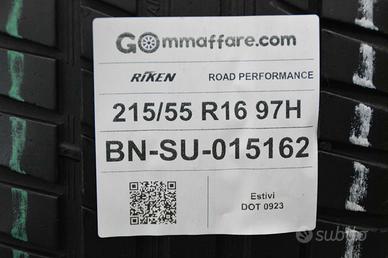 GOmmaffare.com
RIKEN ROAD PERFORMANCE
215/55 R16 97H
BN-SU-015162
Estivi
DOT 0923
subito